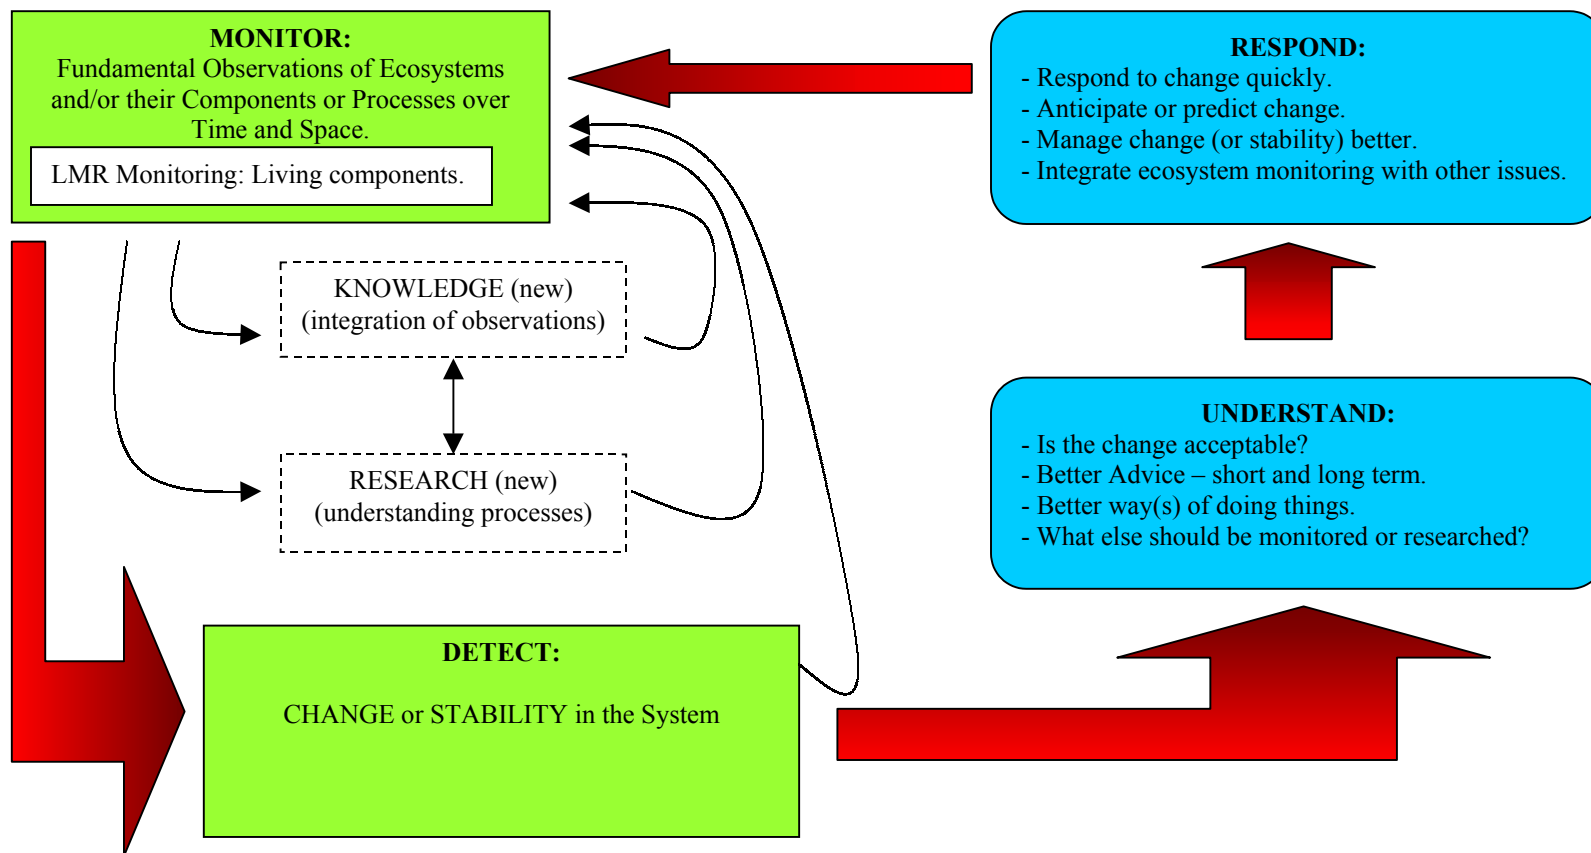 MONITOR:
Fundamental Observations of Ecosystems
and/or their Components or Processes over
Time and Space.
LMR Monitoring: Living components.
KNOWLEDGE (new)
(integration of observations)
RESEARCH (new)
(understanding processes)
DETECT:
CHANGE or STABILITY in the System
RESPOND:
- Respond to change quickly.
- Anticipate or predict change.
- Manage change (or stability) better.
- Integrate ecosystem monitoring with other issues.
UNDERSTAND:
- Is the change acceptable?
- Better Advice – short and long term.
- Better way(s) of doing things.
- What else should be monitored or researched?